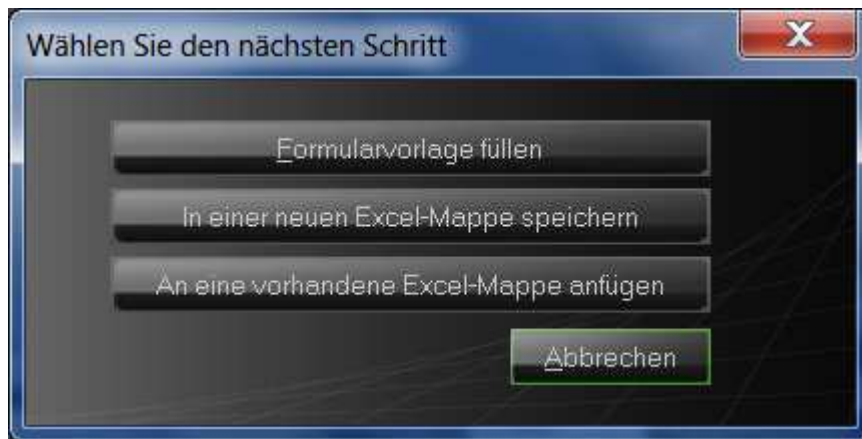 Wählen Sie den nächsten Schritt
Formularvorlage füllen
In einer neuen Excel-Mappe speichern
An eine vorhandene Excel-Mappe anfügen
Abbrechen